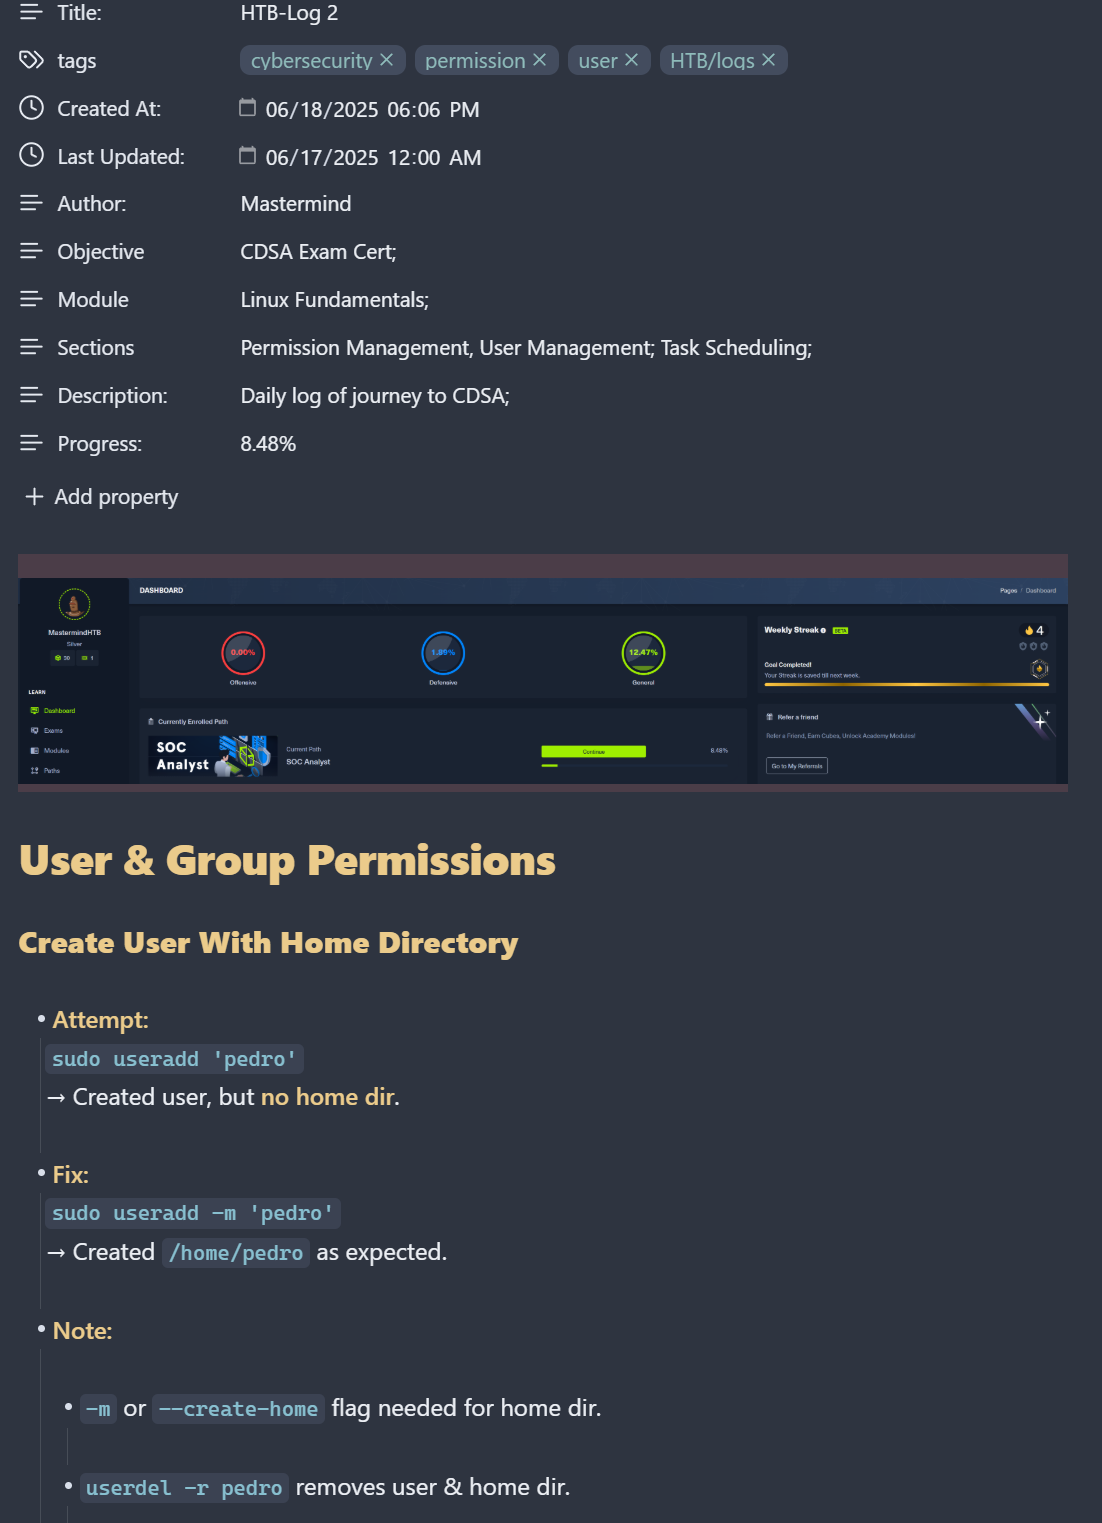 Title: HTB-Log 2
tags cybersecurity permission user HTB/logs
Created At: 06/18/2025 06:06 PM
Last Updated: 06/17/2025 12:00 AM
Author: Mastermind
Objective CDSA Exam Cert;
Module Linux Fundamentals;
Sections Permission Management, User Management; Task Scheduling;
Description: Daily log of journey to CDSA;
Progress: 8.48%
+ Add property
DASHBOARD
Pages / Dashboard
MastermindHTB
Silver
30
LEARN
Dashboard
Exams
Modules
Paths
0.00%
Offensive
1.89%
Defensive
12.47%
General
Currently Enrolled Path
SOC
Analyst
Current Path
SOC Analyst
Continue
8.48%
Weekly Streak BETA
4
Goal Completed!
Your Streak is saved till next week.
Refer a friend
Refer a Friend, Earn Cubes, Unlock Academy Modules!
Go to My Referrals
User & Group Permissions
Create User With Home Directory
• Attempt:
sudo useradd 'pedro'
→ Created user, but no home dir.
• Fix:
sudo useradd -m 'pedro'
→ Created /home/pedro as expected.
• Note:
• -m or --create-home flag needed for home dir.
• userdel -r pedro removes user & home dir.